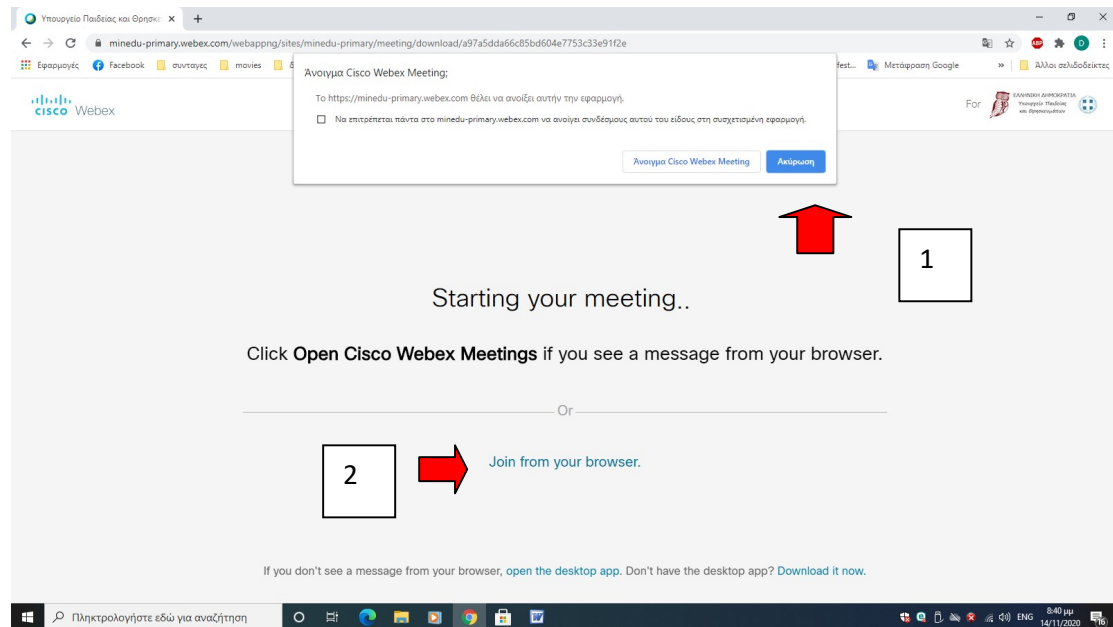 Υπουργείο Παιδείας και Θρησκε
minedu-primary.webex.com/webappng/sites/minedu-primary/meeting/download/a97a5dda66c85bd604e7753c33e91f2e
Εφαρμογές Facebook συνταγες movies
fest... Μετάφραση Google » Άλλοι σελιδοδείκτες
Άνοιγμα Cisco Webex Meeting;
Το https://minedu-primary.webex.com θέλει να ανοίξει αυτήν την εφαρμογή.
Να επιτρέπεται πάντα στο minedu-primary.webex.com να ανοίγει συνδέσμους αυτού του είδους στη συσχετισμένη εφαρμογή.
Άνοιγμα Cisco Webex Meeting Ακύρωση
cisco Webex
For ΕΛΛΗΝΙΚΗ ΔΗΜΟΚΡΑΤΙΑ
Υπουργείο Παιδείας
και Θρησκευμάτων
1
Starting your meeting..
Click Open Cisco Webex Meetings if you see a message from your browser.
Or
2
Join from your browser.
If you don't see a message from your browser, open the desktop app. Don't have the desktop app? Download it now.
Πληκτρολογήστε εδώ για αναζήτηση
ENG 8:40 μμ
14/11/2020
16